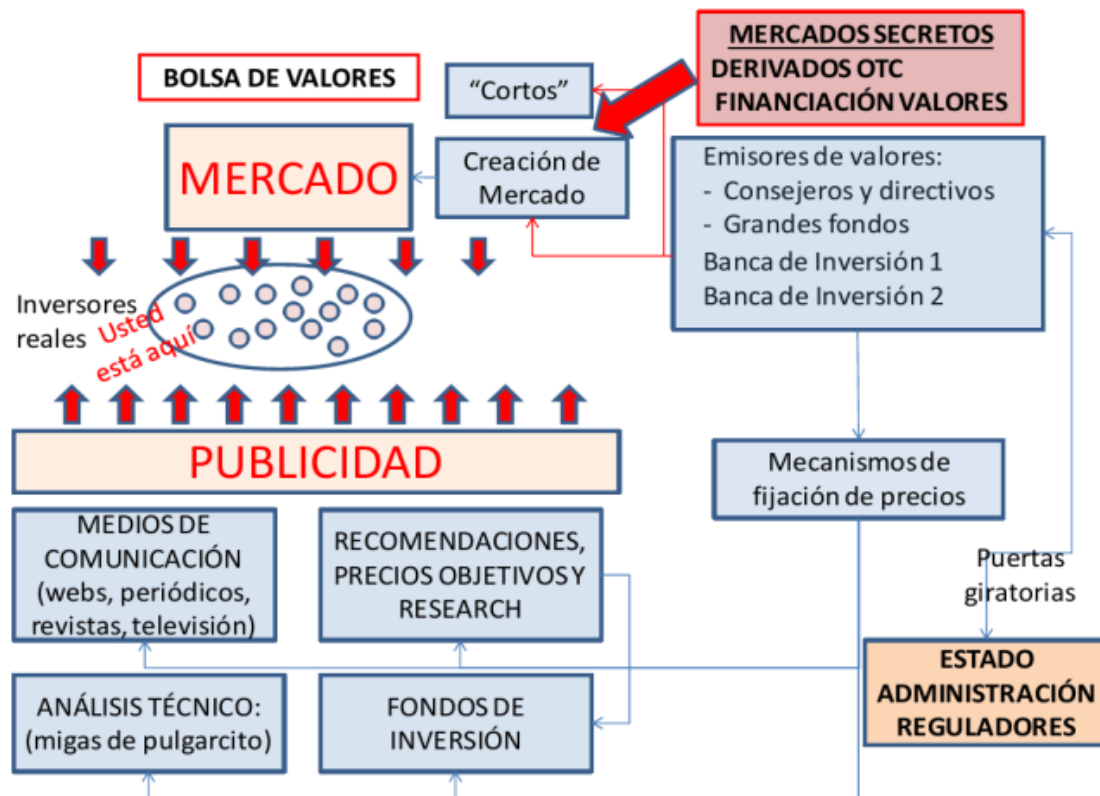 MERCADOS SECRETOS
DERIVADOS OTC
FINANCIACIÓN VALORES
BOLSA DE VALORES
“Cortos”
MERCADO
Creación de
Mercado
Emisores de valores:
- Consejeros y directivos
- Grandes fondos
Banca de Inversión 1
Banca de Inversión 2
Inversores
reales
Usted
está aquí
PUBLICIDAD
Mecanismos de
fijación de precios
MEDIOS DE
COMUNICACIÓN
(webs, periódicos,
revistas, televisión)
RECOMENDACIONES,
PRECIOS OBJETIVOS Y
RESEARCH
Puertas
giratorias
ESTADO
ADMINISTRACIÓN
REGULADORES
ANÁLISIS TÉCNICO:
(migas de pulgarcito)
FONDOS DE
INVERSIÓN